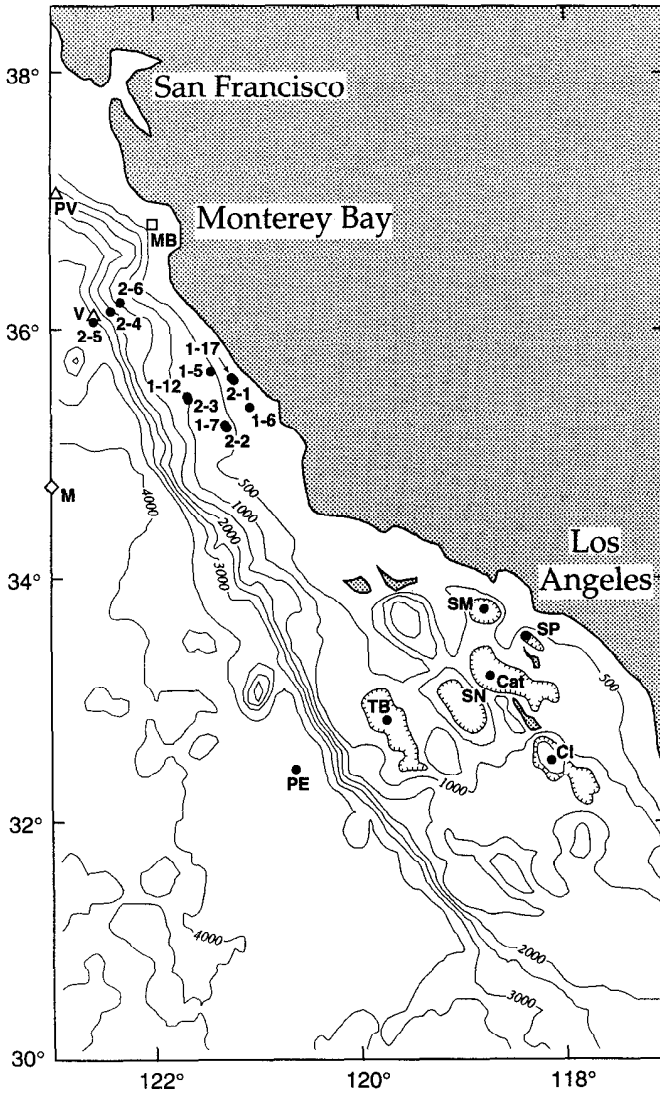 38°
San Francisco
PV
MB
Monterey Bay
2-6
V
2-4
36°
2-5
1-17
1-5
1-12
2-1
2-3
1-6
1-7
2-2
M
4000
500
1000
2000
3000
Los
Angeles
34°
SM
SP
Cat
500
SN
TB
CI
1000
PE
32°
4000
2000
3000
30°
122°
120°
118°